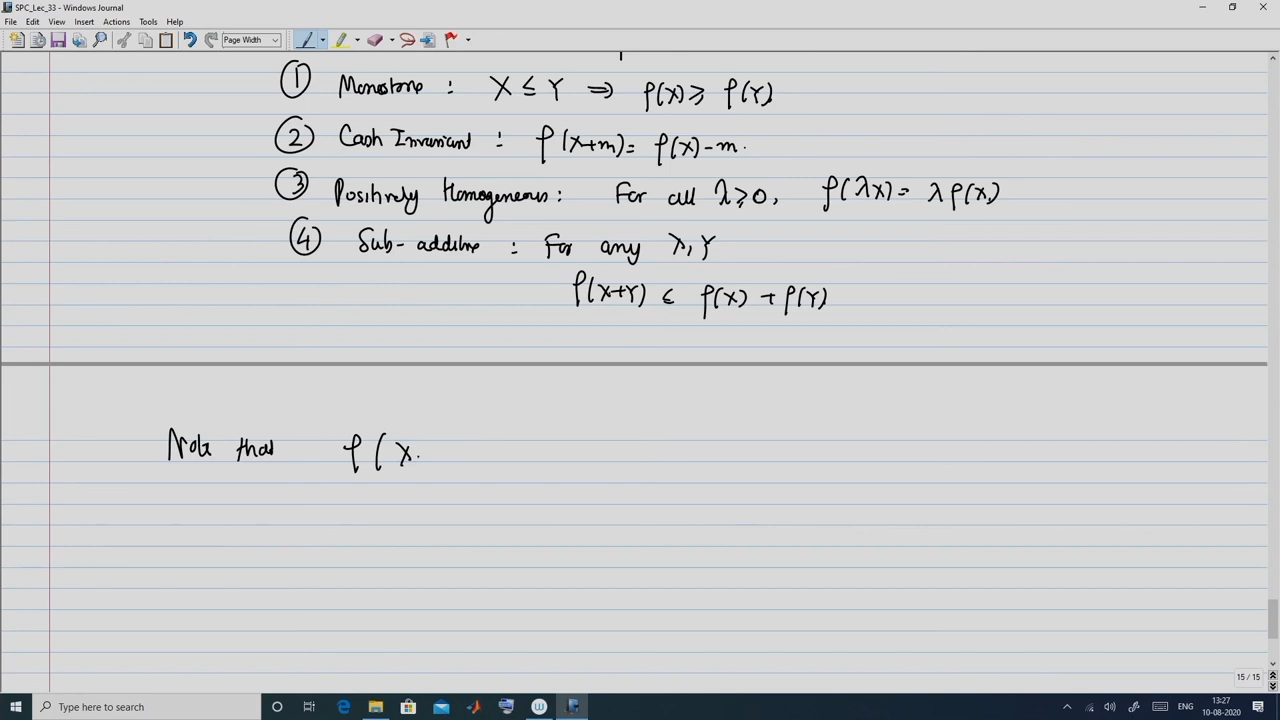 SPC_Lec_33 - Windows Journal
File Edit View Insert Actions Tools Help
Page Width
① Monotone : X ≤ Y ⇒ ρ(X) ≥ ρ(Y)
② Cash Invariant : ρ(X+m) = ρ(X) - m.
③ Positively Homogeneous : For all λ ≥ 0, ρ(λX) = λρ(X)
④ Sub-additive : For any X, Y
ρ(X+Y) ≤ ρ(X) + ρ(Y)
Note that ρ(X
15 / 15
Type here to search
13:27
10-08-2020